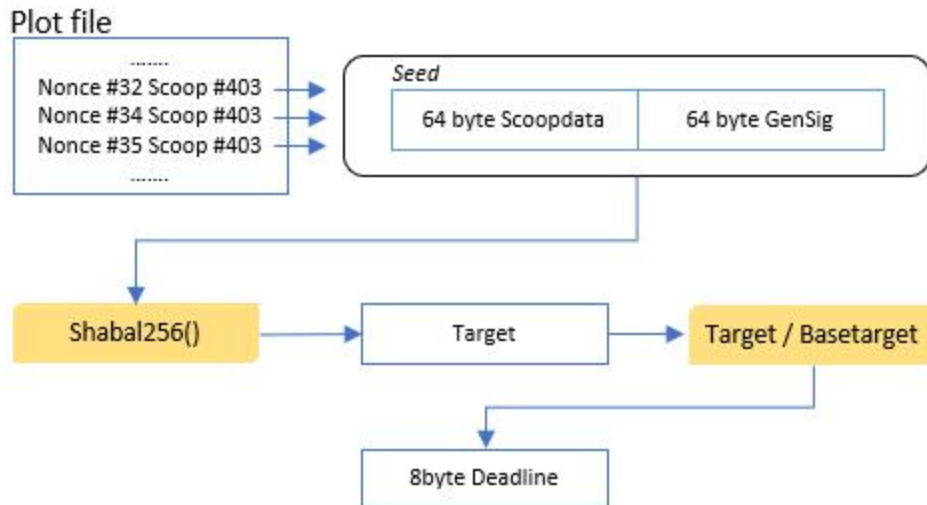 Plot file
.......
Nonce #32 Scoop #403
Nonce #34 Scoop #403
Nonce #35 Scoop #403
.......
Seed
64 byte Scoopdata
64 byte GenSig
Shabal256()
Target
Target / Basetarget
8byte Deadline